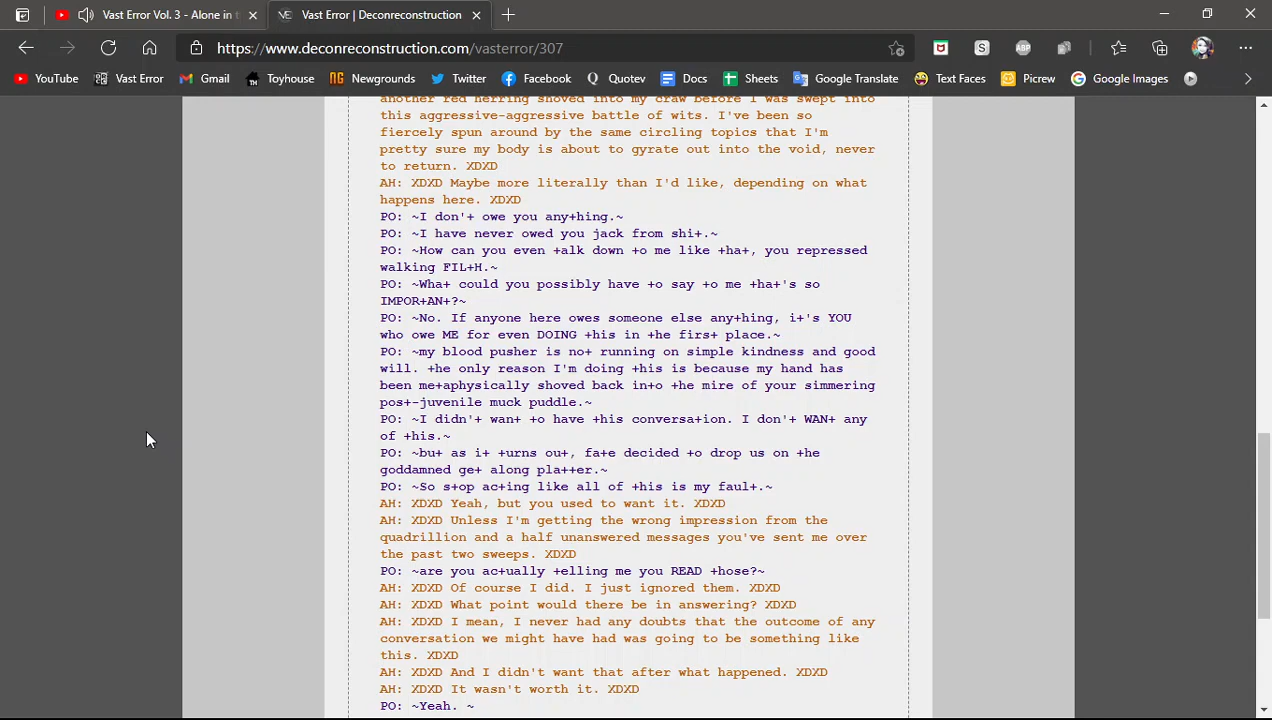 Vast Error Vol. 3 - Alone in t
Vast Error | Deconreconstruction
https://www.deconreconstruction.com/vasterror/307
YouTube
Vast Error
Gmail
Toyhouse
Newgrounds
Twitter
Facebook
Quotev
Docs
Sheets
Google Translate
Text Faces
Picrew
Google Images
another red herring shoved into my craw before I was swept into
this aggressive-aggressive battle of wits. I've been so
fiercely spun around by the same circling topics that I'm
pretty sure my body is about to gyrate out into the void, never
to return. XDXD
AH: XDXD Maybe more literally than I'd like, depending on what
happens here. XDXD
PO: ~I don'+ owe you any+hing.~
PO: ~I have never owed you jack from shi+.~
PO: ~How can you even +alk down +o me like +ha+, you repressed
walking FIL+H.~
PO: ~Wha+ could you possibly have +o say +o me +ha+'s so
IMPOR+AN+?~
PO: ~No. If anyone here owes someone else any+hing, i+'s YOU
who owe ME for even DOING +his in +he firs+ place.~
PO: ~my blood pusher is no+ running on simple kindness and good
will. +he only reason I'm doing +his is because my hand has
been me+aphysically shoved back in+o +he mire of your simmering
pos+-juvenile muck puddle.~
PO: ~I didn'+ wan+ +o have +his conversa+ion. I don'+ WAN+ any
of +his.~
PO: ~bu+ as i+ +urns ou+, fa+e decided +o drop us on +he
goddamned ge+ along pla++er.~
PO: ~So s+op ac+ing like all of +his is my faul+.~
AH: XDXD Yeah, but you used to want it. XDXD
AH: XDXD Unless I'm getting the wrong impression from the
quadrillion and a half unanswered messages you've sent me over
the past two sweeps. XDXD
PO: ~are you ac+ually +elling me you READ +hose?~
AH: XDXD Of course I did. I just ignored them. XDXD
AH: XDXD What point would there be in answering? XDXD
AH: XDXD I mean, I never had any doubts that the outcome of any
conversation we might have had was going to be something like
this. XDXD
AH: XDXD And I didn't want that after what happened. XDXD
AH: XDXD It wasn't worth it. XDXD
PO: ~Yeah. ~